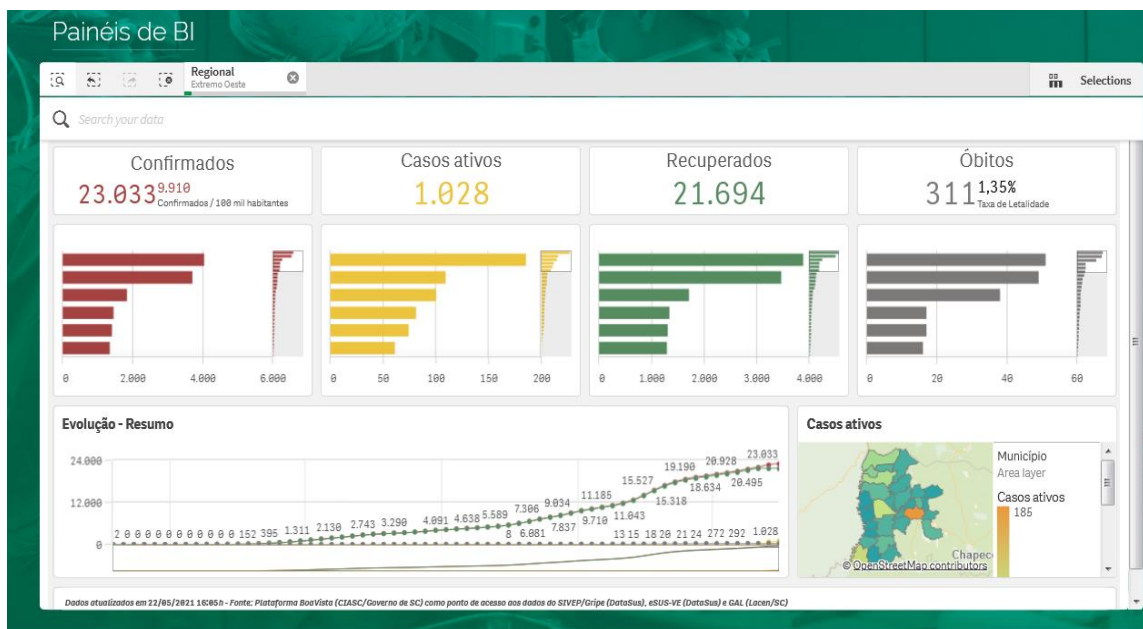 Painéis de BI
Regional
Extremo Oeste
Selections
Search your data
Confirmados
23.033 9.910
Confirmados / 100 mil habitantes
Casos ativos
1.028
Recuperados
21.694
Óbitos
311 1,35%
Taxa de Letalidade
0 2.000 4.000 6.000
0 50 100 150 200
0 1.000 2.000 3.000 4.000
0 20 40 60
Evolução - Resumo
24.000
12.000
0
2 0 0 0 0 0 0 0 0 0 152 395 1.311 2.130 2.743 3.290 4.091 4.638 5.589 7.306 9.034 11.185 15.527 19.190 20.928 23.033
8 6.081 7.837 9.710 11.043 15.318 18.634 20.495
13 15 18 20 21 24 272 292 1.028
Casos ativos
Município
Area layer
Casos ativos
185
Chapec
© OpenStreetMap contributors
Dados atualizados em 22/05/2021 16:05h - Fonte: Plataforma BoaVista (CIASC/Governo de SC) como ponto de acesso aos dados do SIVEP/Gripe (DataSus), eSUS-VE (DataSus) e GAL (Lacen/SC)